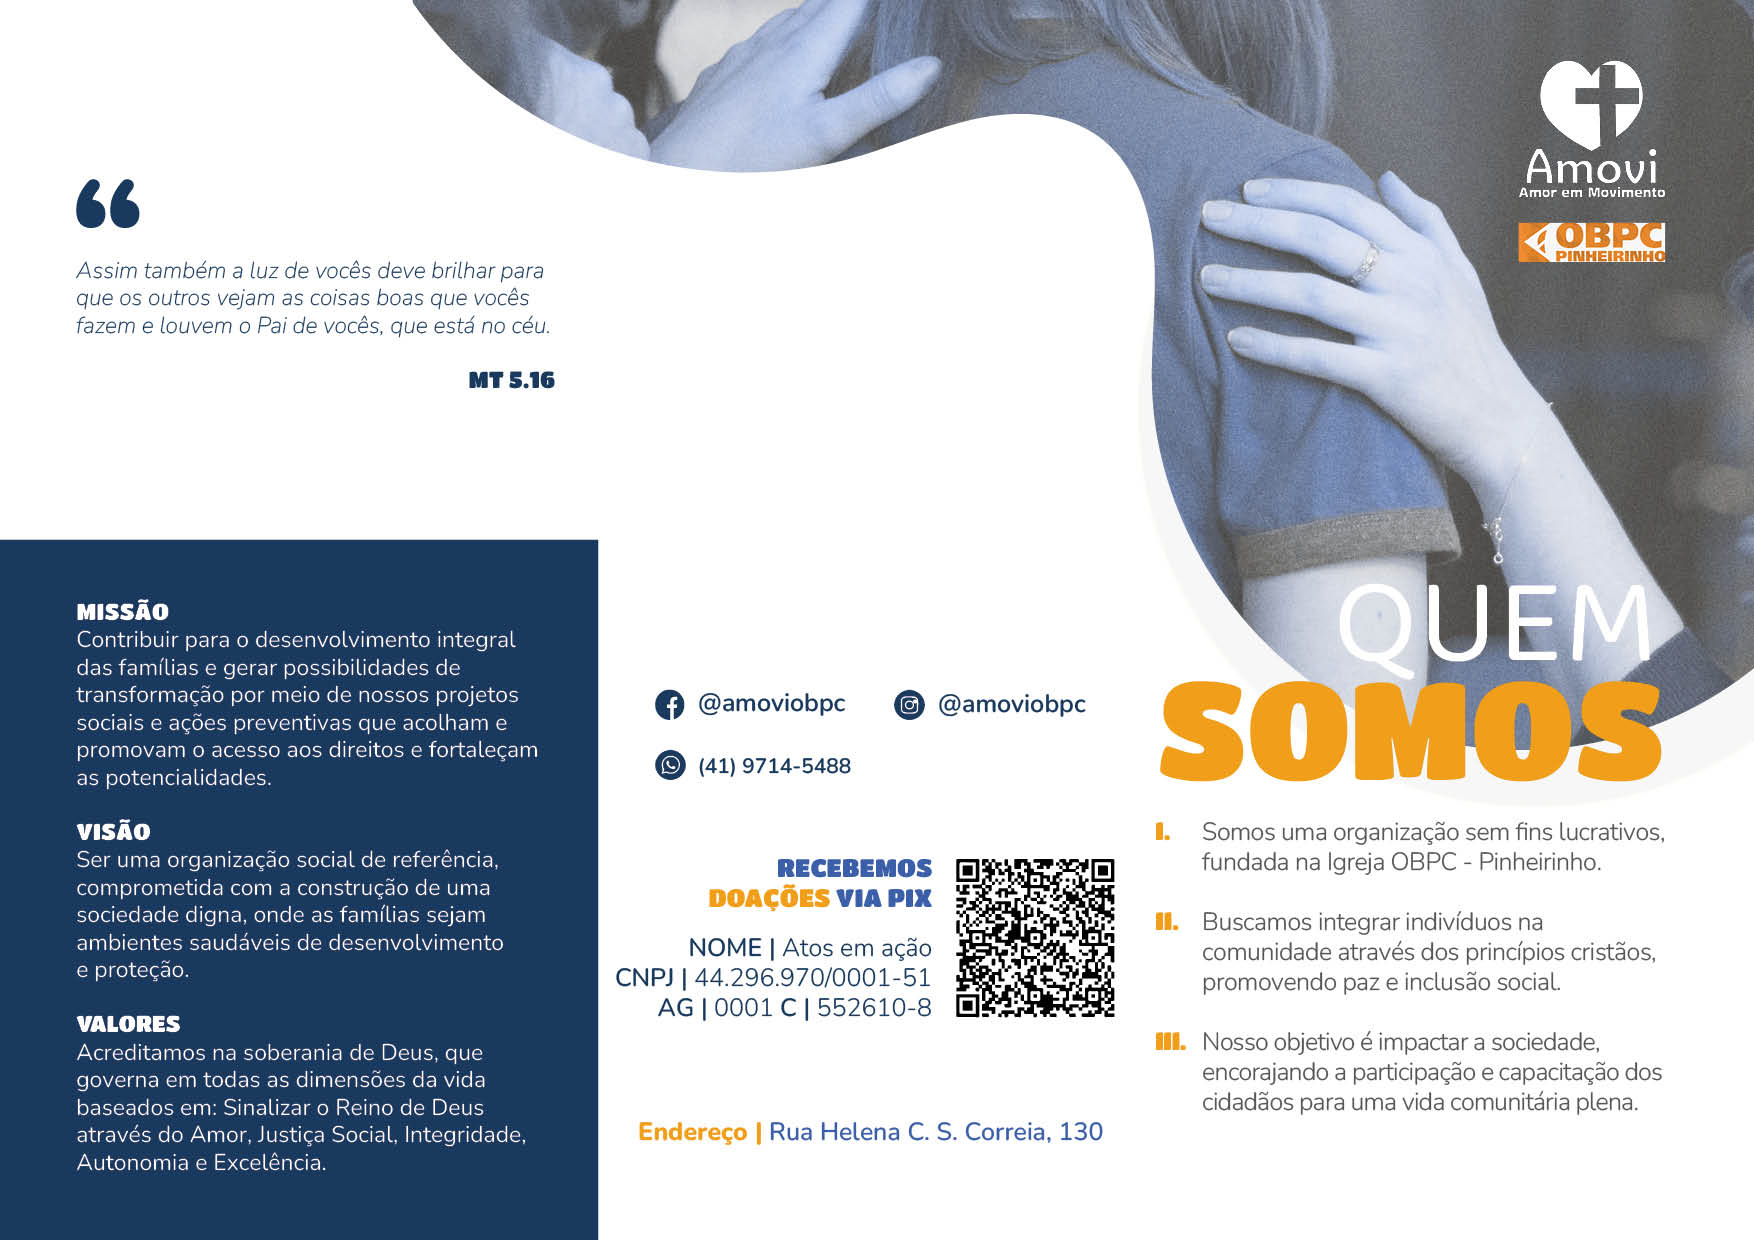 Assim também a luz de vocês deve brilhar para
que os outros vejam as coisas boas que vocês
fazem e louvem o Pai de vocês, que está no céu.
MT 5.16
MISSÃO
Contribuir para o desenvolvimento integral
das famílias e gerar possibilidades de
transformação por meio de nossos projetos
sociais e ações preventivas que acolham e
promovam o acesso aos direitos e fortaleçam
as potencialidades.
VISÃO
Ser uma organização social de referência,
comprometida com a construção de uma
sociedade digna, onde as famílias sejam
ambientes saudáveis de desenvolvimento
e proteção.
VALORES
Acreditamos na soberania de Deus, que
governa em todas as dimensões da vida
baseados em: Sinalizar o Reino de Deus
através do Amor, Justiça Social, Integridade,
Autonomia e Excelência.
@amoviobpc @amoviobpc
(41) 9714-5488
RECEBEMOS
DOAÇÕES VIA PIX
NOME | Atos em ação
CNPJ | 44.296.970/0001-51
AG | 0001 C | 552610-8
Endereço | Rua Helena C. S. Correia, 130
Amovi
Amor em Movimento
OBPC
PINHEIRINHO
QUEM
SOMOS
I. Somos uma organização sem fins lucrativos,
fundada na Igreja OBPC - Pinheirinho.
II. Buscamos integrar indivíduos na
comunidade através dos princípios cristãos,
promovendo paz e inclusão social.
III. Nosso objetivo é impactar a sociedade,
encorajando a participação e capacitação dos
cidadãos para uma vida comunitária plena.